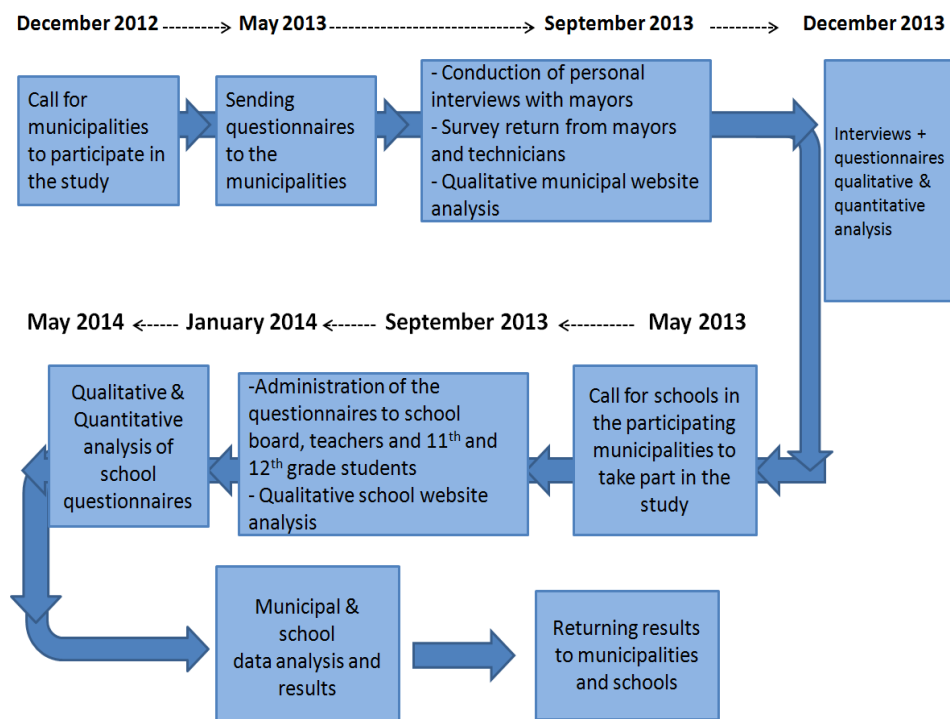 December 2012 -----------> May 2013 ------------------------------------> September 2013 ------> December 2013
Call for
municipalities
to participate in
the study
Sending
questionnaires
to the
municipalities
- Conduction of personal
interviews with mayors
- Survey return from mayors
and technicians
- Qualitative municipal website
analysis
Interviews +
questionnaires
qualitative &
quantitative
analysis
May 2014 <------ January 2014 <-------- September 2013 <---------- May 2013
Qualitative &
Quantitative
analysis of
school
questionnaires
-Administration of the
questionnaires to school
board, teachers and 11th and
12th grade students
- Qualitative school website
analysis
Call for schools in
the participating
municipalities to
take part in the
study
Municipal &
school
data analysis and
results
Returning results
to municipalities
and schools